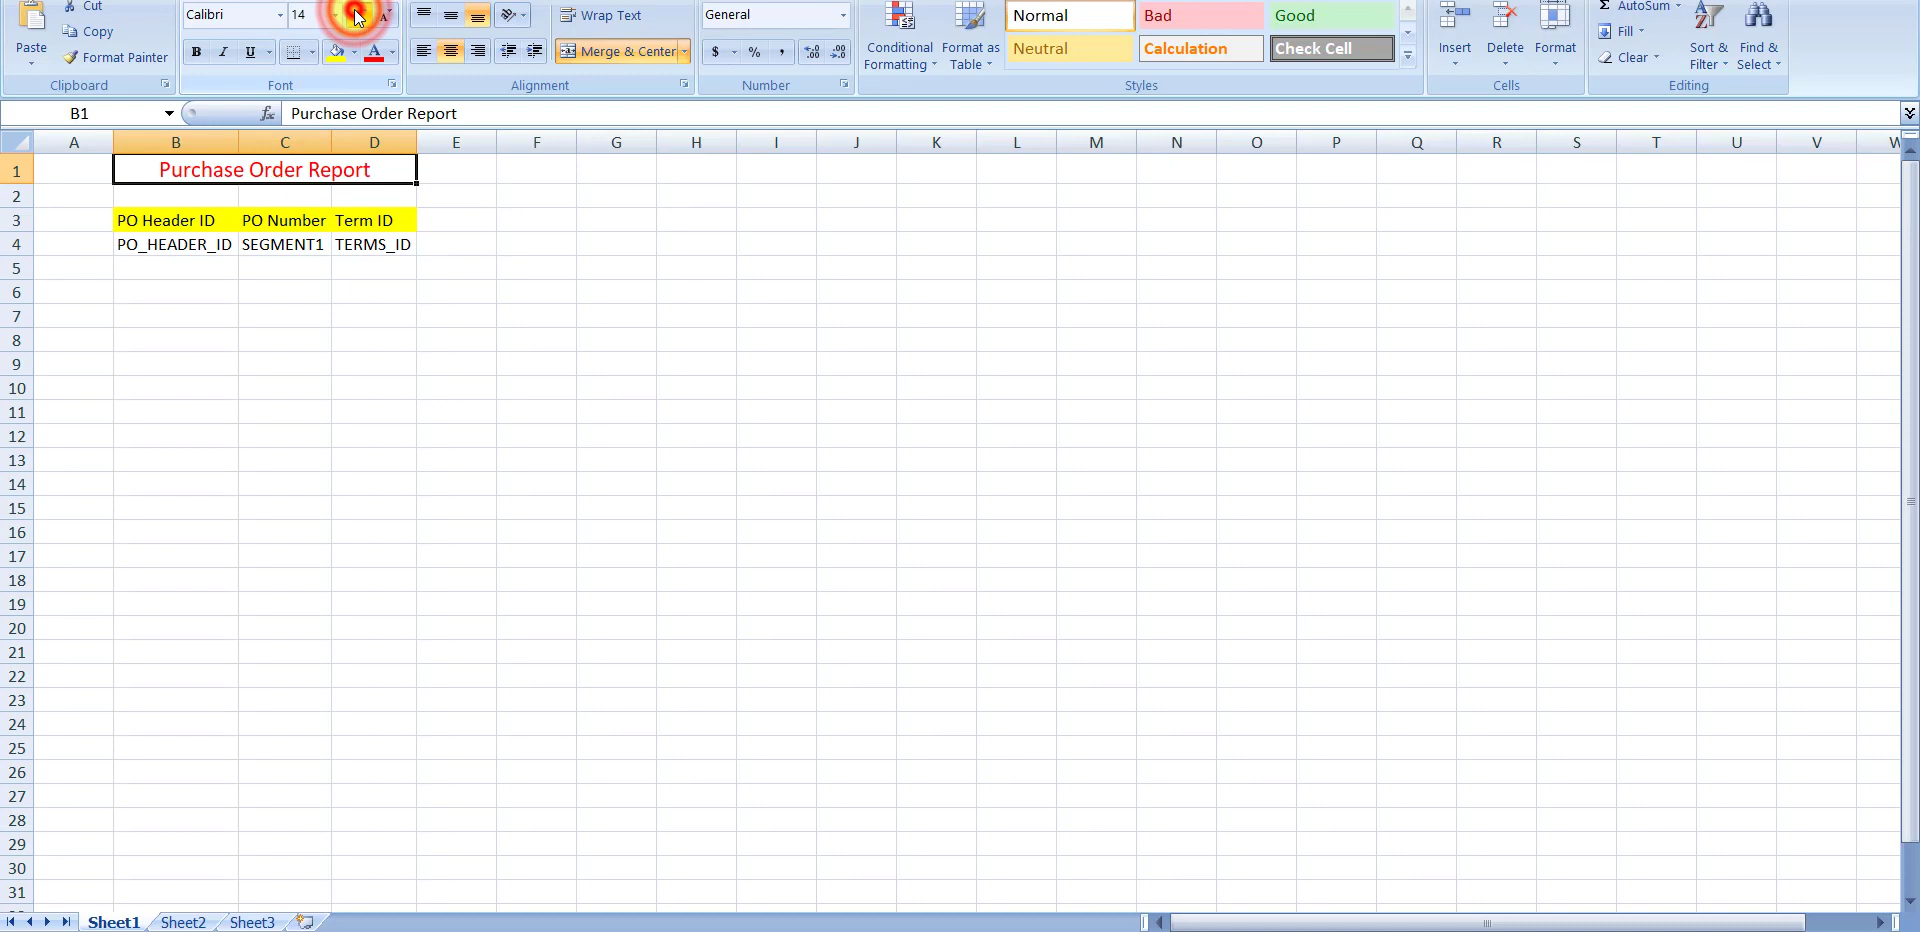 Cut
Calibri 14 Wrap Text General Normal Bad Good AutoSum
Copy Fill
Paste Conditional Format as Insert Delete Format Sort & Find &
Format Painter B I U A Merge & Center $ % , Formatting Table Neutral Calculation Check Cell Clear Filter Select
Clipboard Font Alignment Number Styles Cells Editing
B1 fx Purchase Order Report
A B C D E F G H I J K L M N O P Q R S T U V W
1 Purchase Order Report
2
3 PO Header ID PO Number Term ID
4 PO_HEADER_ID SEGMENT1 TERMS_ID
5
6
7
8
9
10
11
12
13
14
15
16
17
18
19
20
21
22
23
24
25
26
27
28
29
30
31
Sheet1 Sheet2 Sheet3